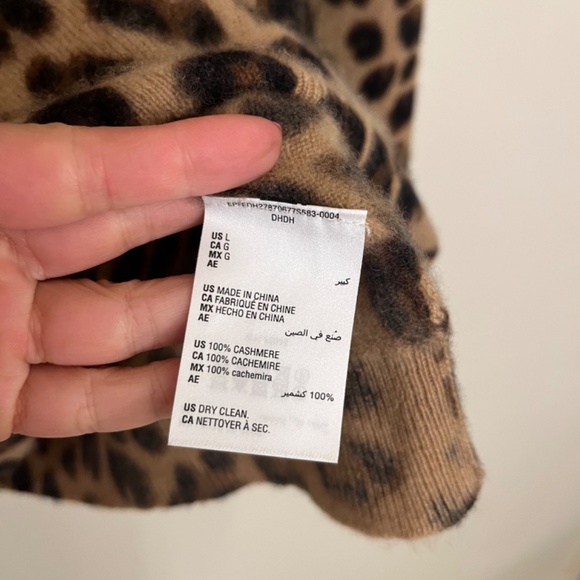 DHDH
US L
CA G
MX G
AE
كبير
US MADE IN CHINA
CA FABRIQUÉ EN CHINE
MX HECHO EN CHINA
AE
صُنع في الصين
US 100% CASHMERE
CA 100% CACHEMIRE
MX 100% cachemira
AE
100% كشمير
US DRY CLEAN.
CA NETTOYER À SEC.